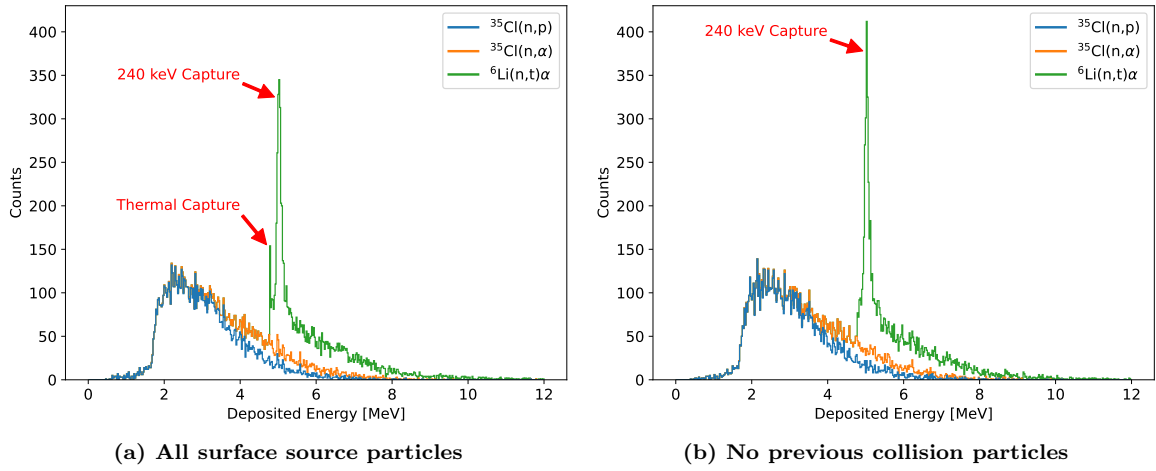 400
350
300
250
200
150
100
50
0
Counts
240 keV Capture
Thermal Capture
³⁵Cl(n,p)
³⁵Cl(n,α)
⁶Li(n,t)α
0 2 4 6 8 10 12
Deposited Energy [MeV]
(a) All surface source particles
400
350
300
250
200
150
100
50
0
Counts
240 keV Capture
³⁵Cl(n,p)
³⁵Cl(n,α)
⁶Li(n,t)α
0 2 4 6 8 10 12
Deposited Energy [MeV]
(b) No previous collision particles